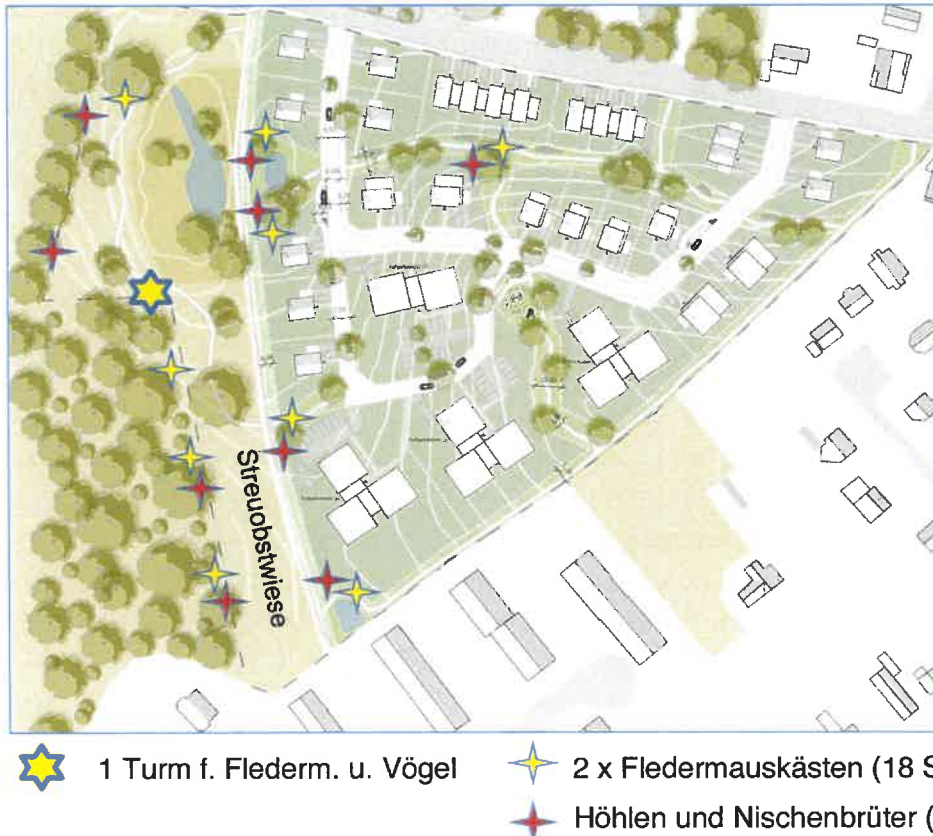 Streuobstwiese
1 Turm f. Flederm. u. Vögel
2 x Fledermauskästen (18 S
Höhlen und Nischenbrüter (